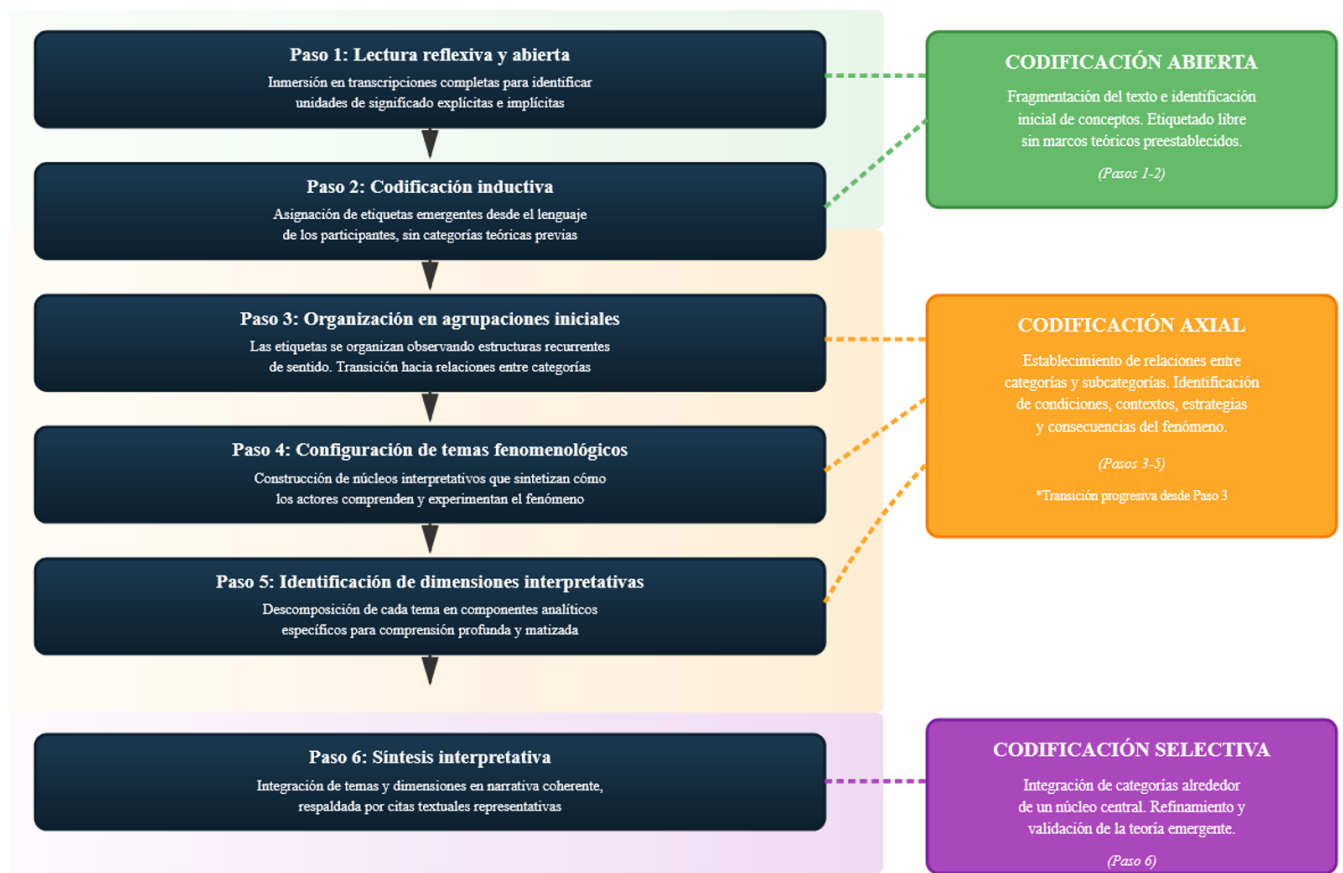 Paso 1: Lectura reflexiva y abierta
Inmersión en transcripciones completas para identificar
unidades de significado explícitas e implícitas
Paso 2: Codificación inductiva
Asignación de etiquetas emergentes desde el lenguaje
de los participantes, sin categorías teóricas previas
Paso 3: Organización en agrupaciones iniciales
Las etiquetas se organizan observando estructuras recurrentes
de sentido. Transición hacia relaciones entre categorías
Paso 4: Configuración de temas fenomenológicos
Construcción de núcleos interpretativos que sintetizan cómo
los actores comprenden y experimentan el fenómeno
Paso 5: Identificación de dimensiones interpretativas
Descomposición de cada tema en componentes analíticos
específicos para comprensión profunda y matizada
Paso 6: Síntesis interpretativa
Integración de temas y dimensiones en narrativa coherente,
respaldada por citas textuales representativas
CODIFICACIÓN ABIERTA
Fragmentación del texto e identificación
inicial de conceptos. Etiquetado libre
sin marcos teóricos preestablecidos.
(Pasos 1-2)
CODIFICACIÓN AXIAL
Establecimiento de relaciones entre
categorías y subcategorías. Identificación
de condiciones, contextos, estrategias
y consecuencias del fenómeno.
(Pasos 3-5)
*Transición progresiva desde Paso 3
CODIFICACIÓN SELECTIVA
Integración de categorías alrededor
de un núcleo central. Refinamiento y
validación de la teoría emergente.
(Paso 6)